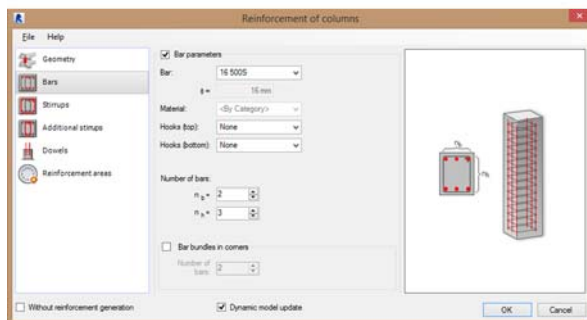 Reinforcement of columns
File Help
Geometry
Bars
Stirrups
Additional stirrups
Dowels
Reinforcement areas
Bar parameters
Bar: 16 500S
ϕ = 16 mm
Material: <By Category>
Hooks (top): None
Hooks (bottom): None
Number of bars:
n b = 2
n h = 3
Bar bundles in corners
Number of bars: 2
Without reinforcement generation
Dynamic model update
OK Cancel